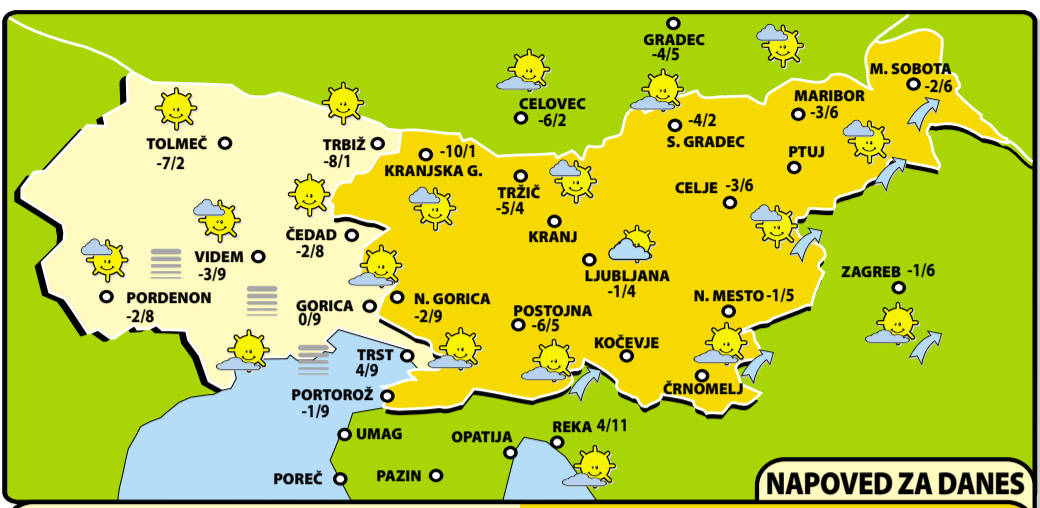 GRADEC
-4/5
M. SOBOTA
-2/6
CELOVEC
-6/2
MARIBOR
-3/6
-4/2
S. GRADEC
TOLMEČ
-7/2
TRBIŽ
-8/1
-10/1
KRANJSKA G.
PTUJ
TRŽIČ
-5/4
CELJE -3/6
KRANJ
ČEDAD
-2/8
VIDEM
-3/9
LJUBLJANA
-1/4
ZAGREB -1/6
PORDENON
-2/8
GORICA
0/9
N. GORICA
-2/9
POSTOJNA
-6/5
N. MESTO -1/5
KOČEVJE
TRST
4/9
ČRNOMELJ
PORTOROŽ
-1/9
UMAG
OPATIJA
REKA 4/11
POREČ
PAZIN
NAPOVED ZA DANES